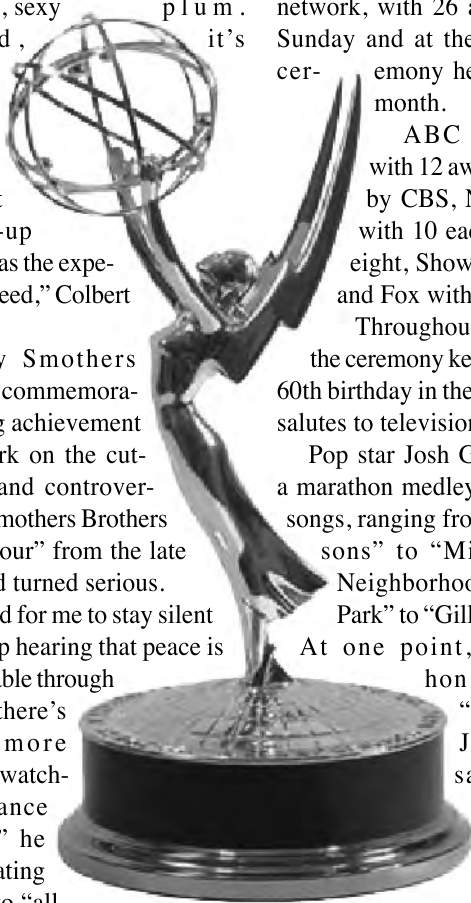 , sexy plum.
d, it’s
t
-up
as the expe-
eed,” Colbert
y Smothers
commemora-
g achievement
rk on the cut-
and controver-
mothers Brothers
our” from the late
d turned serious.
d for me to stay silent
p hearing that peace is
able through
there’s
more
watch-
ance
” he
ating
to “all
network, with 26 a
Sunday and at the
cer- emony he
month.
ABC
with 12 aw
by CBS, N
with 10 eac
eight, Show
and Fox with
Throughou
the ceremony ke
60th birthday in the
salutes to television
Pop star Josh G
a marathon medley
songs, ranging fro
sons” to “Mi
Neighborhoo
Park” to “Gill
At one point,
hon
“
J
sa